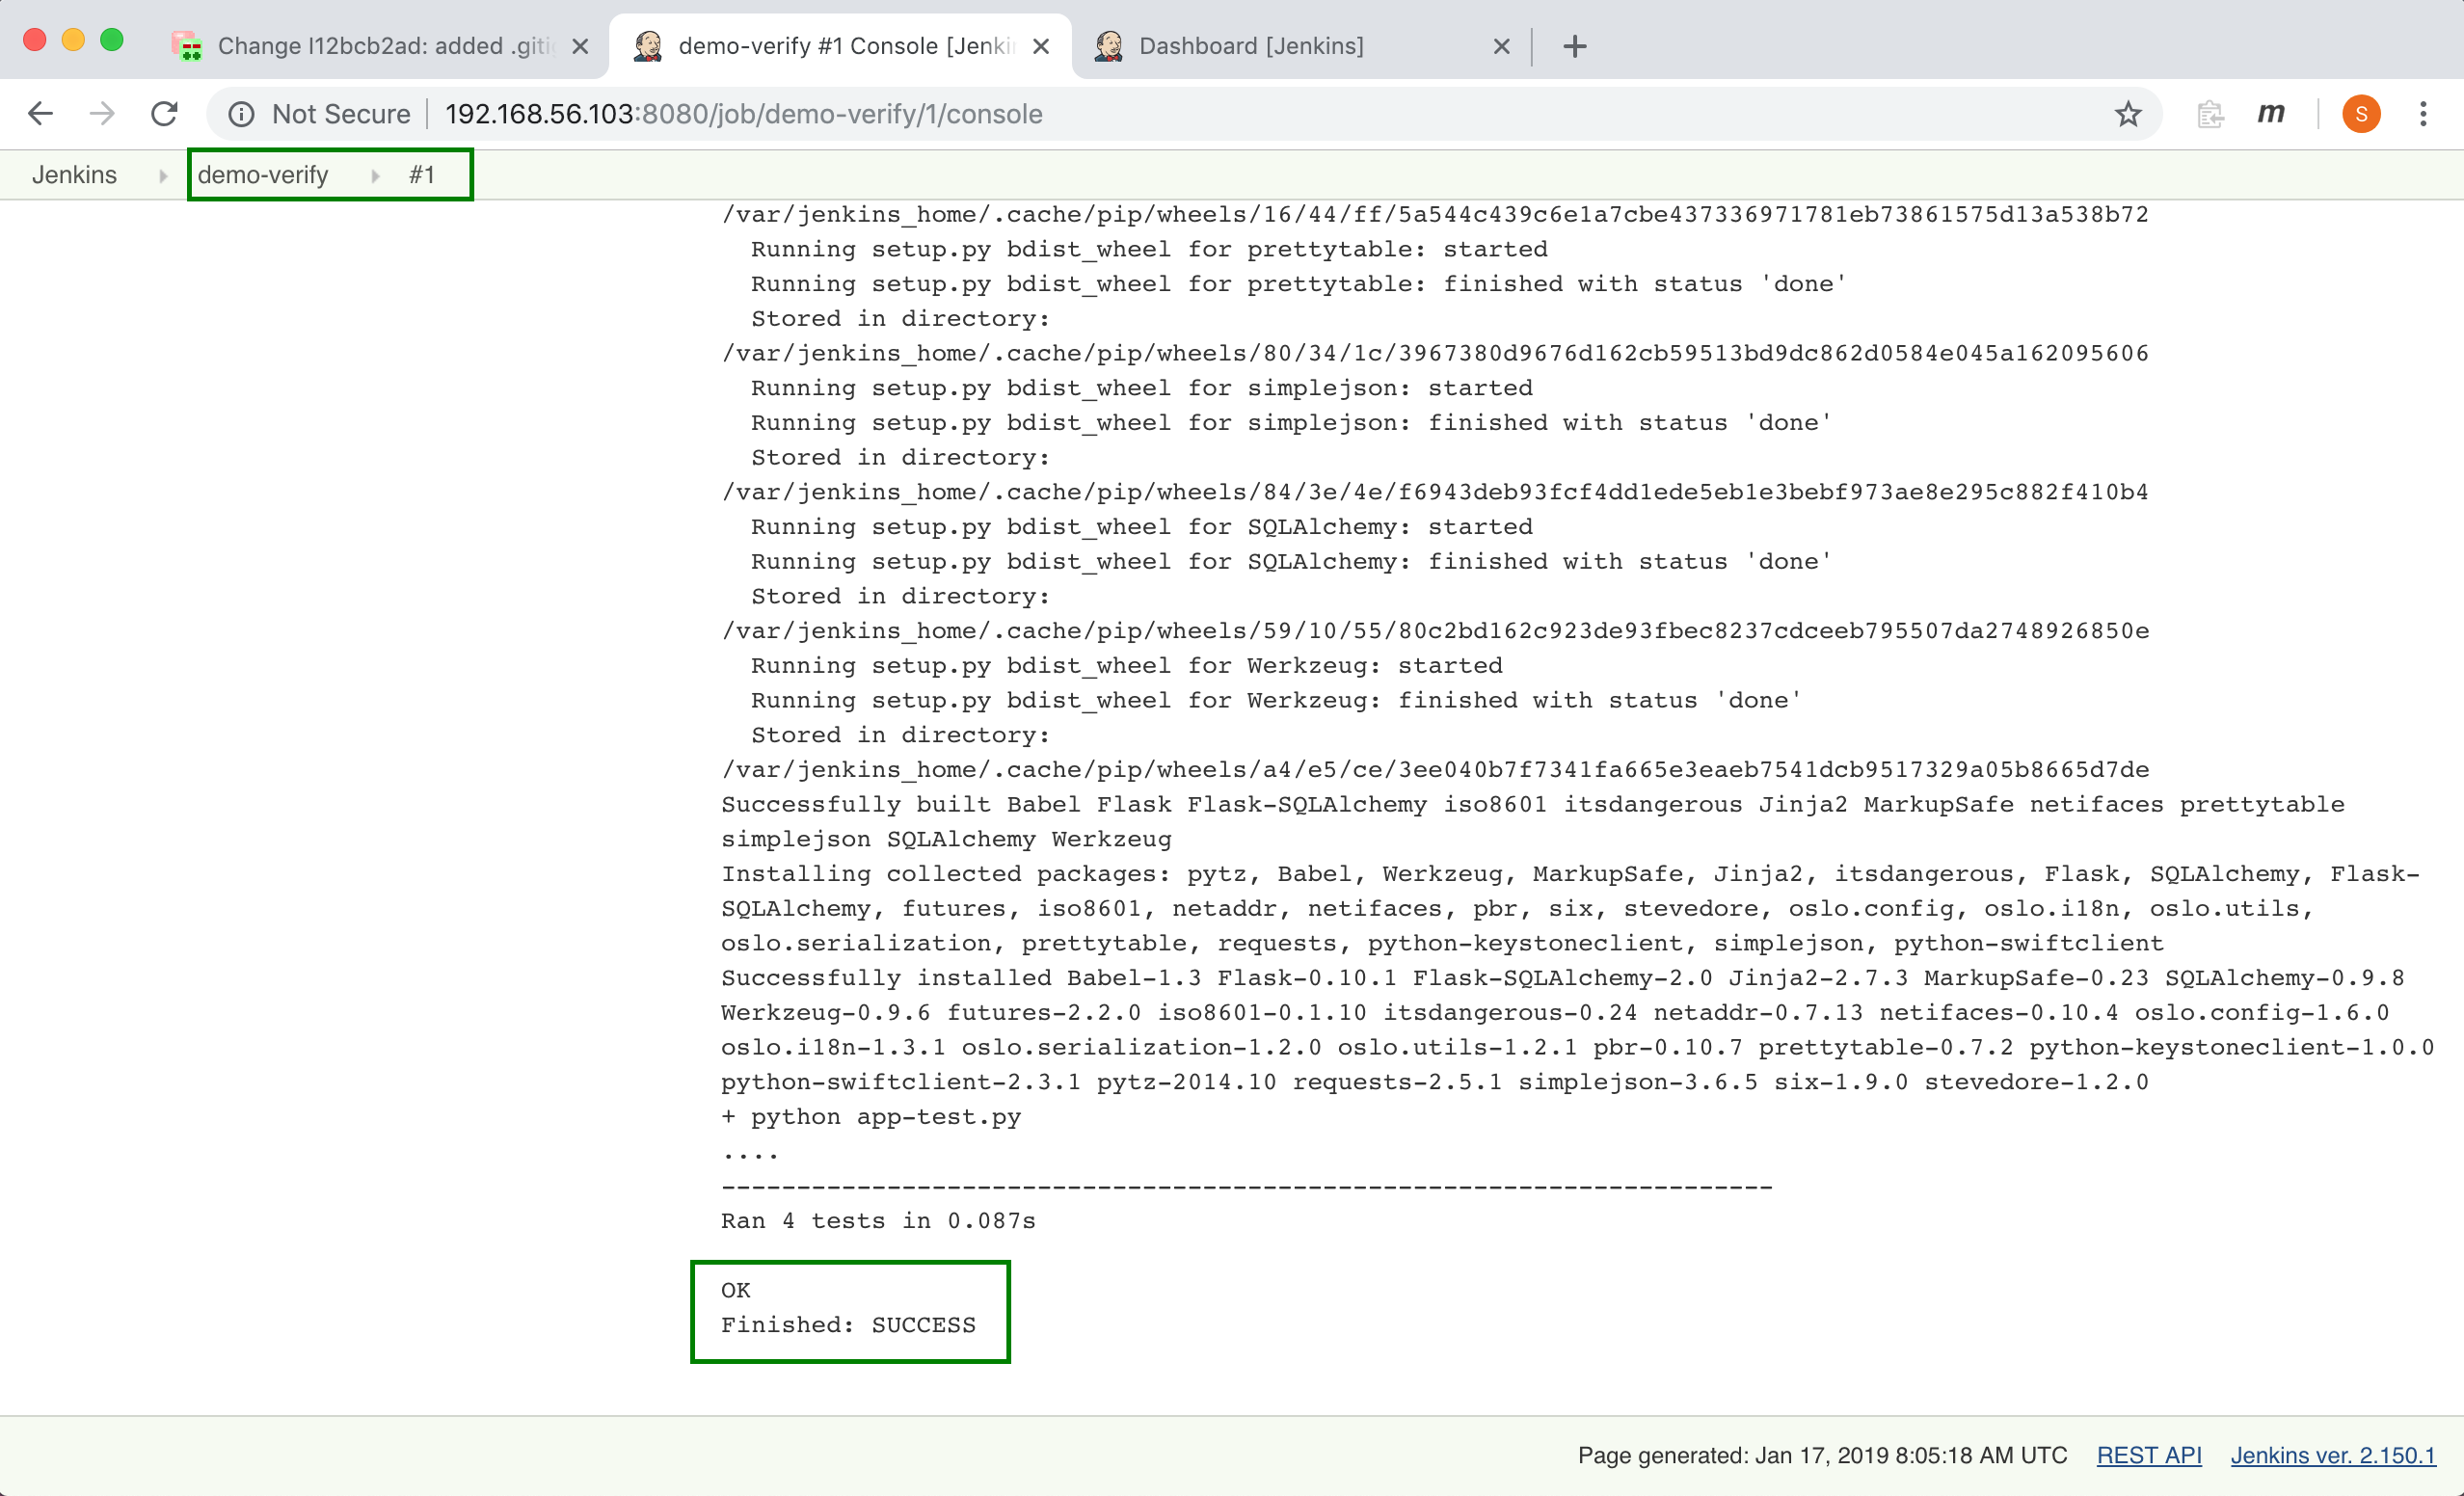 Change I12bcb2ad: added .giti
demo-verify #1 Console [Jenki
Dashboard [Jenkins]
Not Secure
192.168.56.103:8080/job/demo-verify/1/console
m
S
Jenkins
demo-verify
#1
/var/jenkins_home/.cache/pip/wheels/16/44/ff/5a544c439c6e1a7cbe437336971781eb73861575d13a538b72
Running setup.py bdist_wheel for prettytable: started
Running setup.py bdist_wheel for prettytable: finished with status 'done'
Stored in directory:
/var/jenkins_home/.cache/pip/wheels/80/34/1c/3967380d9676d162cb59513bd9dc862d0584e045a162095606
Running setup.py bdist_wheel for simplejson: started
Running setup.py bdist_wheel for simplejson: finished with status 'done'
Stored in directory:
/var/jenkins_home/.cache/pip/wheels/84/3e/4e/f6943deb93fcf4dd1ede5eb1e3bebf973ae8e295c882f410b4
Running setup.py bdist_wheel for SQLAlchemy: started
Running setup.py bdist_wheel for SQLAlchemy: finished with status 'done'
Stored in directory:
/var/jenkins_home/.cache/pip/wheels/59/10/55/80c2bd162c923de93fbec8237cdceeb795507da2748926850e
Running setup.py bdist_wheel for Werkzeug: started
Running setup.py bdist_wheel for Werkzeug: finished with status 'done'
Stored in directory:
/var/jenkins_home/.cache/pip/wheels/a4/e5/ce/3ee040b7f7341fa665e3eaeb7541dcb9517329a05b8665d7de
Successfully built Babel Flask Flask-SQLAlchemy iso8601 itsdangerous Jinja2 MarkupSafe netifaces prettytable
simplejson SQLAlchemy Werkzeug
Installing collected packages: pytz, Babel, Werkzeug, MarkupSafe, Jinja2, itsdangerous, Flask, SQLAlchemy, Flask-
SQLAlchemy, futures, iso8601, netaddr, netifaces, pbr, six, stevedore, oslo.config, oslo.i18n, oslo.utils,
oslo.serialization, prettytable, requests, python-keystoneclient, simplejson, python-swiftclient
Successfully installed Babel-1.3 Flask-0.10.1 Flask-SQLAlchemy-2.0 Jinja2-2.7.3 MarkupSafe-0.23 SQLAlchemy-0.9.8
Werkzeug-0.9.6 futures-2.2.0 iso8601-0.1.10 itsdangerous-0.24 netaddr-0.7.13 netifaces-0.10.4 oslo.config-1.6.0
oslo.i18n-1.3.1 oslo.serialization-1.2.0 oslo.utils-1.2.1 pbr-0.10.7 prettytable-0.7.2 python-keystoneclient-1.0.0
python-swiftclient-2.3.1 pytz-2014.10 requests-2.5.1 simplejson-3.6.5 six-1.9.0 stevedore-1.2.0
+ python app-test.py
....
----------------------------------------------------------------------
Ran 4 tests in 0.087s
OK
Finished: SUCCESS
Page generated: Jan 17, 2019 8:05:18 AM UTC
REST API
Jenkins ver. 2.150.1